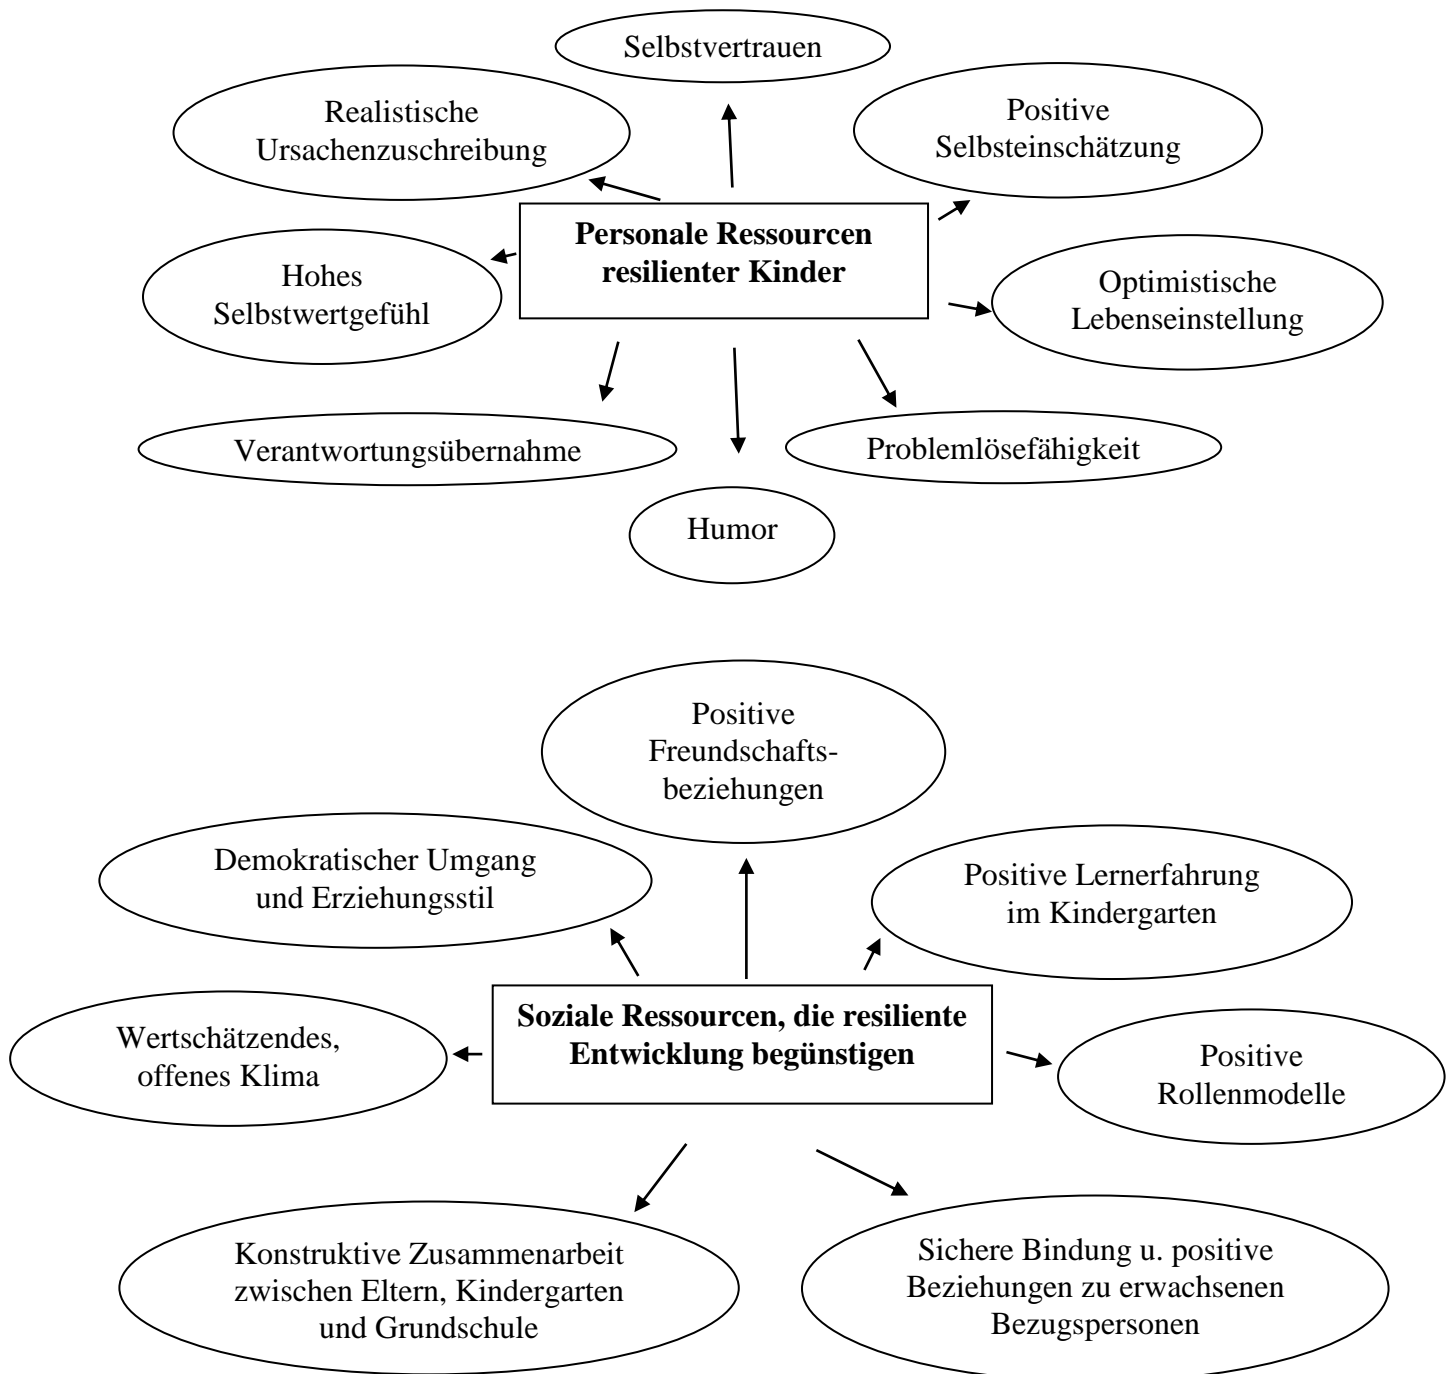 Selbstvertrauen
Realistische
Ursachenzuschreibung
Positive
Selbsteinschätzung
Personale Ressourcen
resilienter Kinder
Hohes
Selbstwertgefühl
Optimistische
Lebenseinstellung
Verantwortungsübernahme
Problemlösefähigkeit
Humor
Positive
Freundschafts-
beziehungen
Demokratischer Umgang
und Erziehungsstil
Positive Lernerfahrung
im Kindergarten
Soziale Ressourcen, die resiliente
Entwicklung begünstigen
Wertschätzendes,
offenes Klima
Positive
Rollenmodelle
Konstruktive Zusammenarbeit
zwischen Eltern, Kindergarten
und Grundschule
Sichere Bindung u. positive
Beziehungen zu erwachsenen
Bezugspersonen